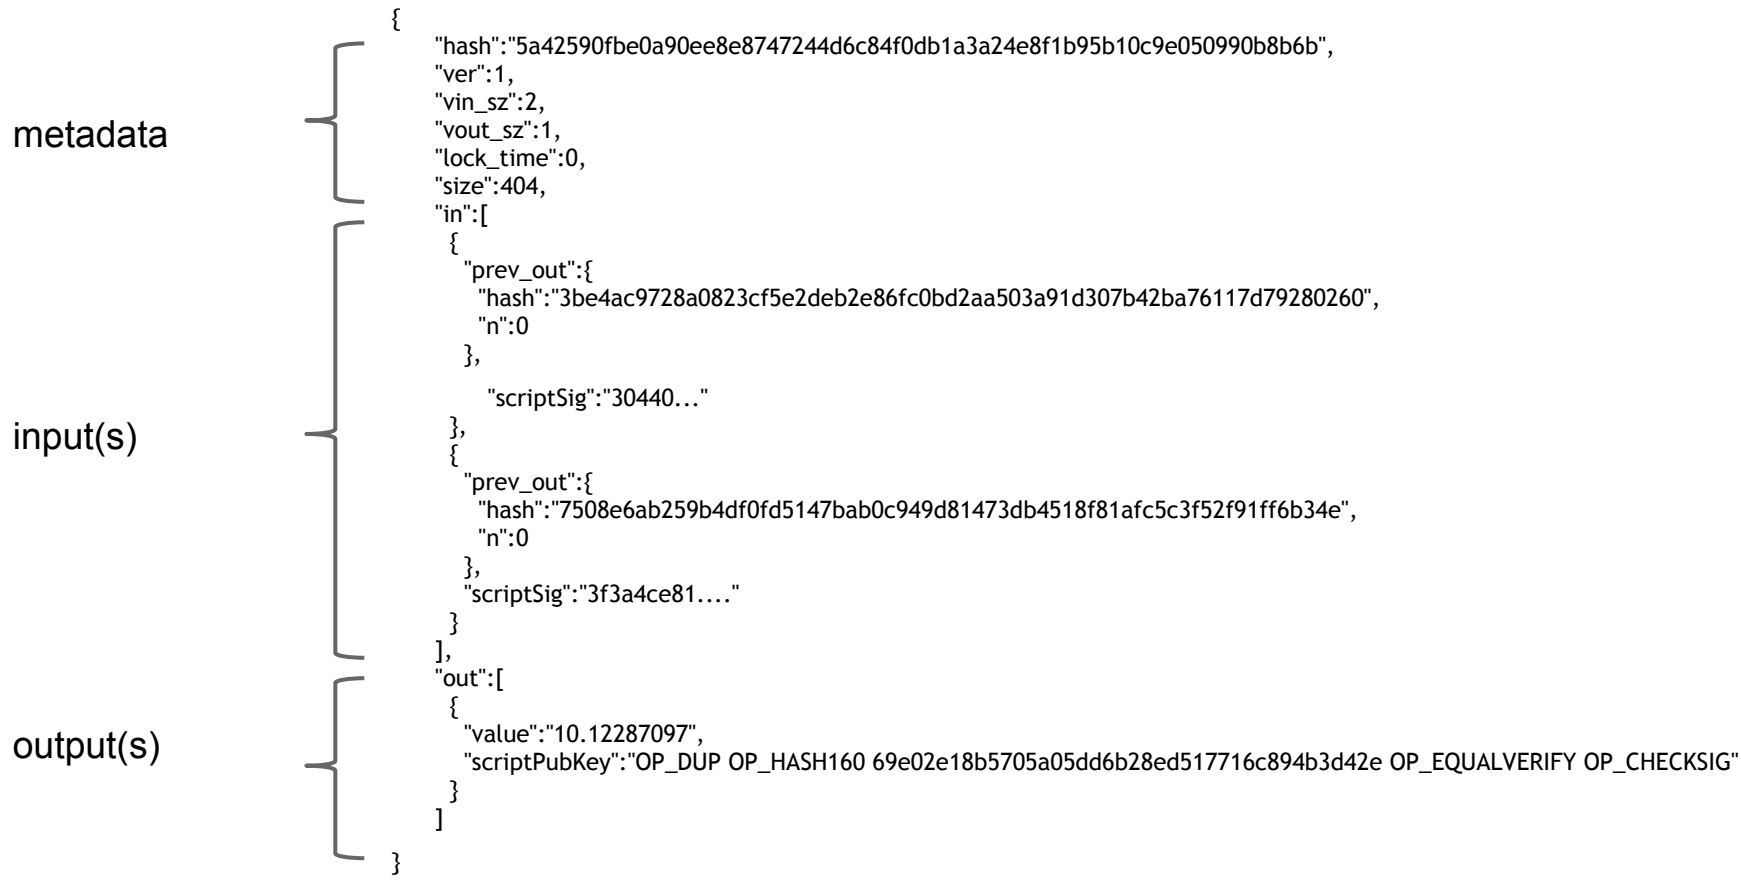 {
"hash":"5a42590fbe0a90ee8e8747244d6c84f0db1a3a24e8f1b95b10c9e050990b8b6b",
"ver":1,
"vin_sz":2,
metadata
"vout_sz":1,
"lock_time":0,
"size":404,
"in":[
{
"prev_out":{
"hash":"3be4ac9728a0823cf5e2deb2e86fc0bd2aa503a91d307b42ba76117d79280260",
"n":0
},
"scriptSig":"30440..."
input(s)
},
{
"prev_out":{
"hash":"7508e6ab259b4df0fd5147bab0c949d81473db4518f81afc5c3f52f91ff6b34e",
"n":0
},
"scriptSig":"3f3a4ce81...."
}
],
"out":[
{
output(s)
"value":"10.12287097",
"scriptPubKey":"OP_DUP OP_HASH160 69e02e18b5705a05dd6b28ed517716c894b3d42e OP_EQUALVERIFY OP_CHECKSIG"
}
]
}